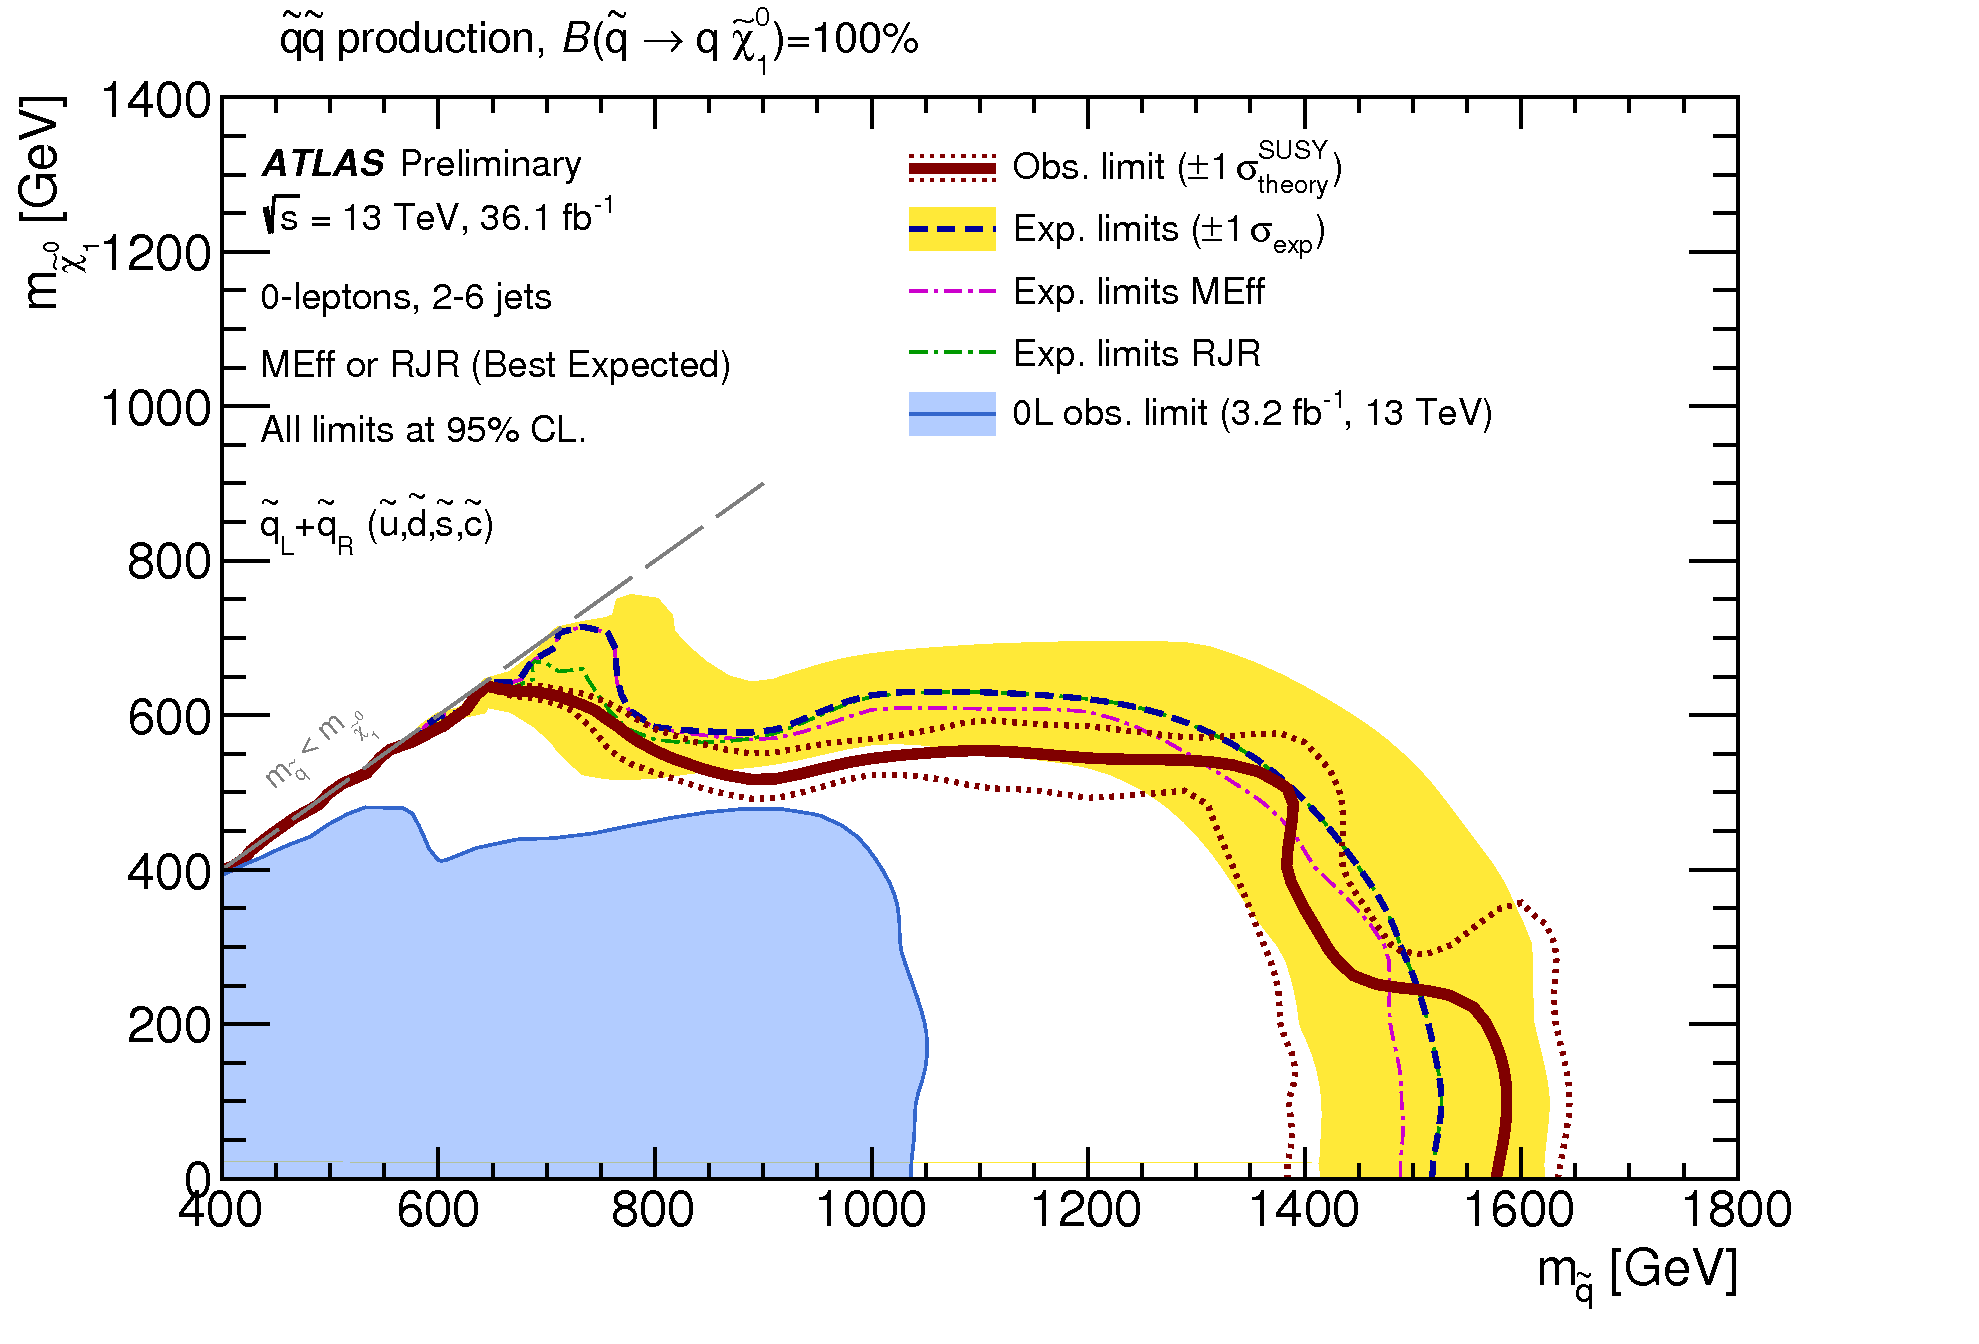 q̃q̃ production, B(q̃ → q χ̃₁⁰)=100%
m_χ̃₁⁰ [GeV]
1400
1200
1000
800
600
400
200
0
ATLAS Preliminary
√s = 13 TeV, 36.1 fb⁻¹
0-leptons, 2-6 jets
MEff or RJR (Best Expected)
All limits at 95% CL.
q̃_L+q̃_R (ũ,d̃,s̃,c̃)
Obs. limit (±1 σ_theory^SUSY)
Exp. limits (±1 σ_exp)
Exp. limits MEff
Exp. limits RJR
0L obs. limit (3.2 fb⁻¹, 13 TeV)
m_q̃ < m_χ̃₁⁰
400 600 800 1000 1200 1400 1600 1800
m_q̃ [GeV]